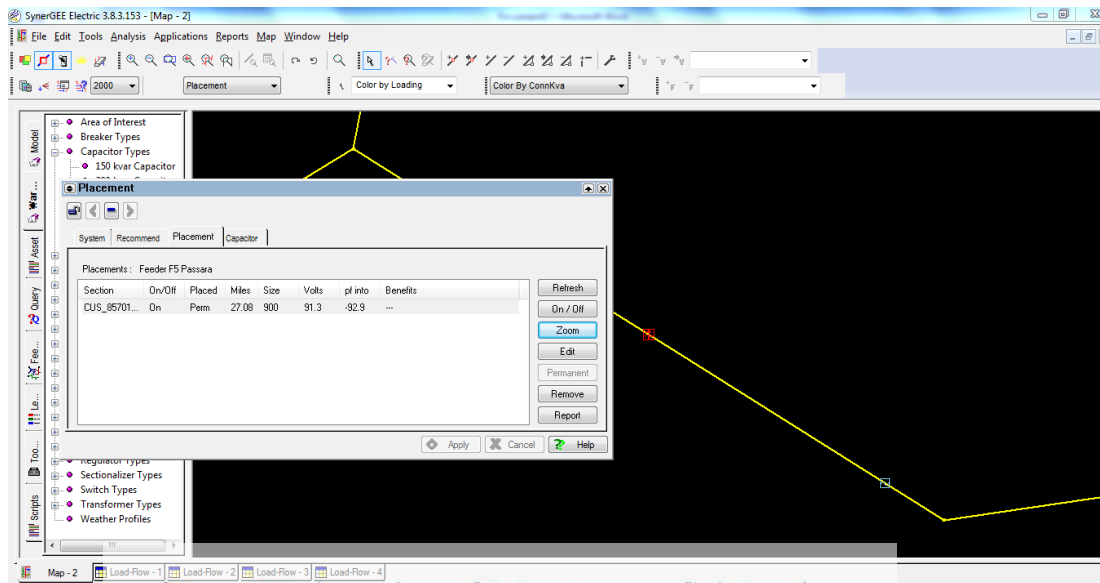 SynerGEE Electric 3.8.3.153 - [Map - 2]
File Edit Tools Analysis Applications Reports Map Window Help
2000 Placement Color by Loading Color By ConnKva
Model
War...
Asset
Query
Fee...
Le...
Too...
Scripts
Area of Interest
Breaker Types
Capacitor Types
150 kvar Capacitor
Placement
System Recommend Placement Capacitor
Placements : Feeder F5 Passara
Section On/Off Placed Miles Size Volts pf into Benefits
CUS_85701... On Perm 27.08 900 91.3 -92.9 ...
Refresh
On / Off
Zoom
Edit
Permanent
Remove
Report
Apply Cancel Help
Regulator Types
Sectionalizer Types
Switch Types
Transformer Types
Weather Profiles
Map - 2 Load-Flow - 1 Load-Flow - 2 Load-Flow - 3 Load-Flow - 4